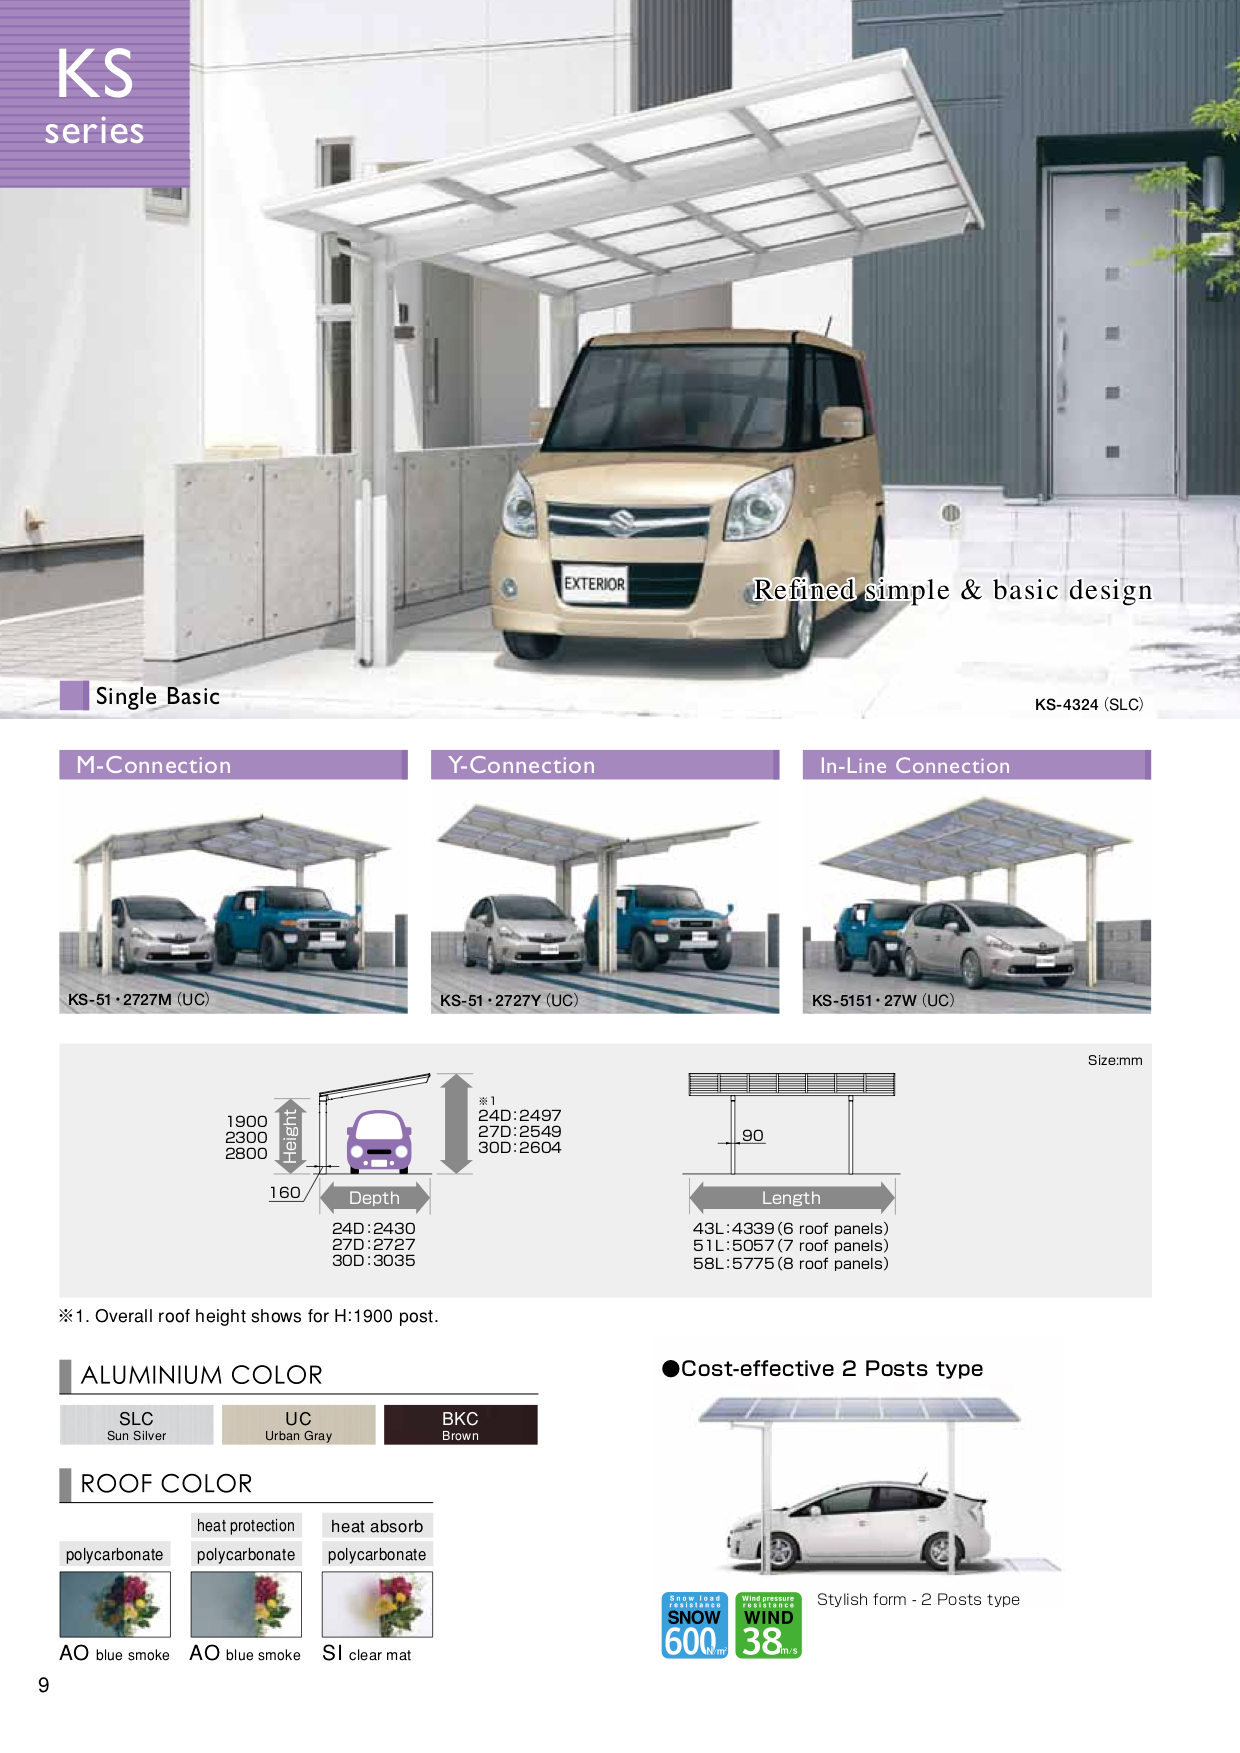 KS
series
EXTERIOR
Refined simple & basic design
Single Basic
KS-4324 (SLC)
M-Connection
Y-Connection
In-Line Connection
KS-51・2727M (UC)
KS-51・2727Y (UC)
KS-5151・27W (UC)
Size:mm
1900
2300
2800
Height
※1
24D:2497
27D:2549
30D:2604
160
Depth
24D:2430
27D:2727
30D:3035
90
Length
43L:4339(6 roof panels)
51L:5057(7 roof panels)
58L:5775(8 roof panels)
※1. Overall roof height shows for H:1900 post.
ALUMINIUM COLOR
SLC
Sun Silver
UC
Urban Gray
BKC
Brown
ROOF COLOR
polycarbonate
AO blue smoke
heat protection
polycarbonate
AO blue smoke
heat absorb
polycarbonate
SI clear mat
●Cost-effective 2 Posts type
Snow load
resistance
SNOW
600N/m²
Wind pressure
resistance
WIND
38m/s
Stylish form - 2 Posts type
9